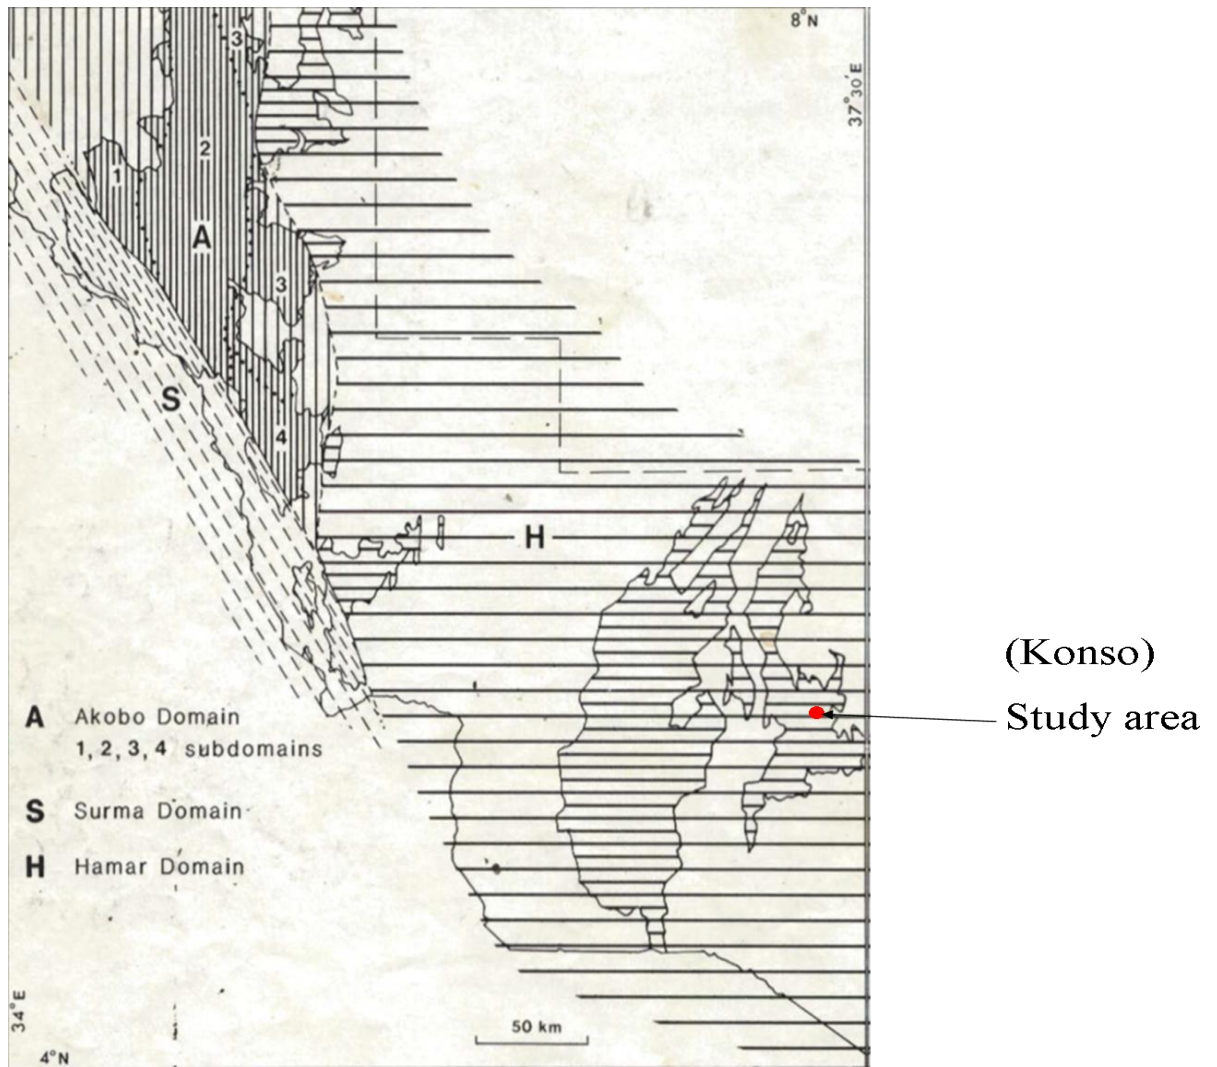 8°N
37°30'E
3
2
1
A
3
S
4
H
(Konso)
Study area
A Akobo Domain
1, 2, 3, 4 subdomains
S Surma Domain
H Hamar Domain
34°E
50 km
4°N